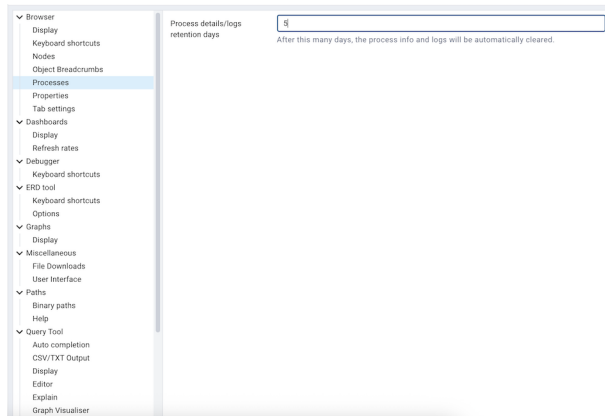 Browser
Display
Keyboard shortcuts
Nodes
Object Breadcrumbs
Processes
Properties
Tab settings
Dashboards
Display
Refresh rates
Debugger
Keyboard shortcuts
ERD tool
Keyboard shortcuts
Options
Graphs
Display
Miscellaneous
File Downloads
User Interface
Paths
Binary paths
Help
Query Tool
Auto completion
CSV/TXT Output
Display
Editor
Explain
Graph Visualiser
Process details/logs
retention days
5
After this many days, the process info and logs will be automatically cleared.